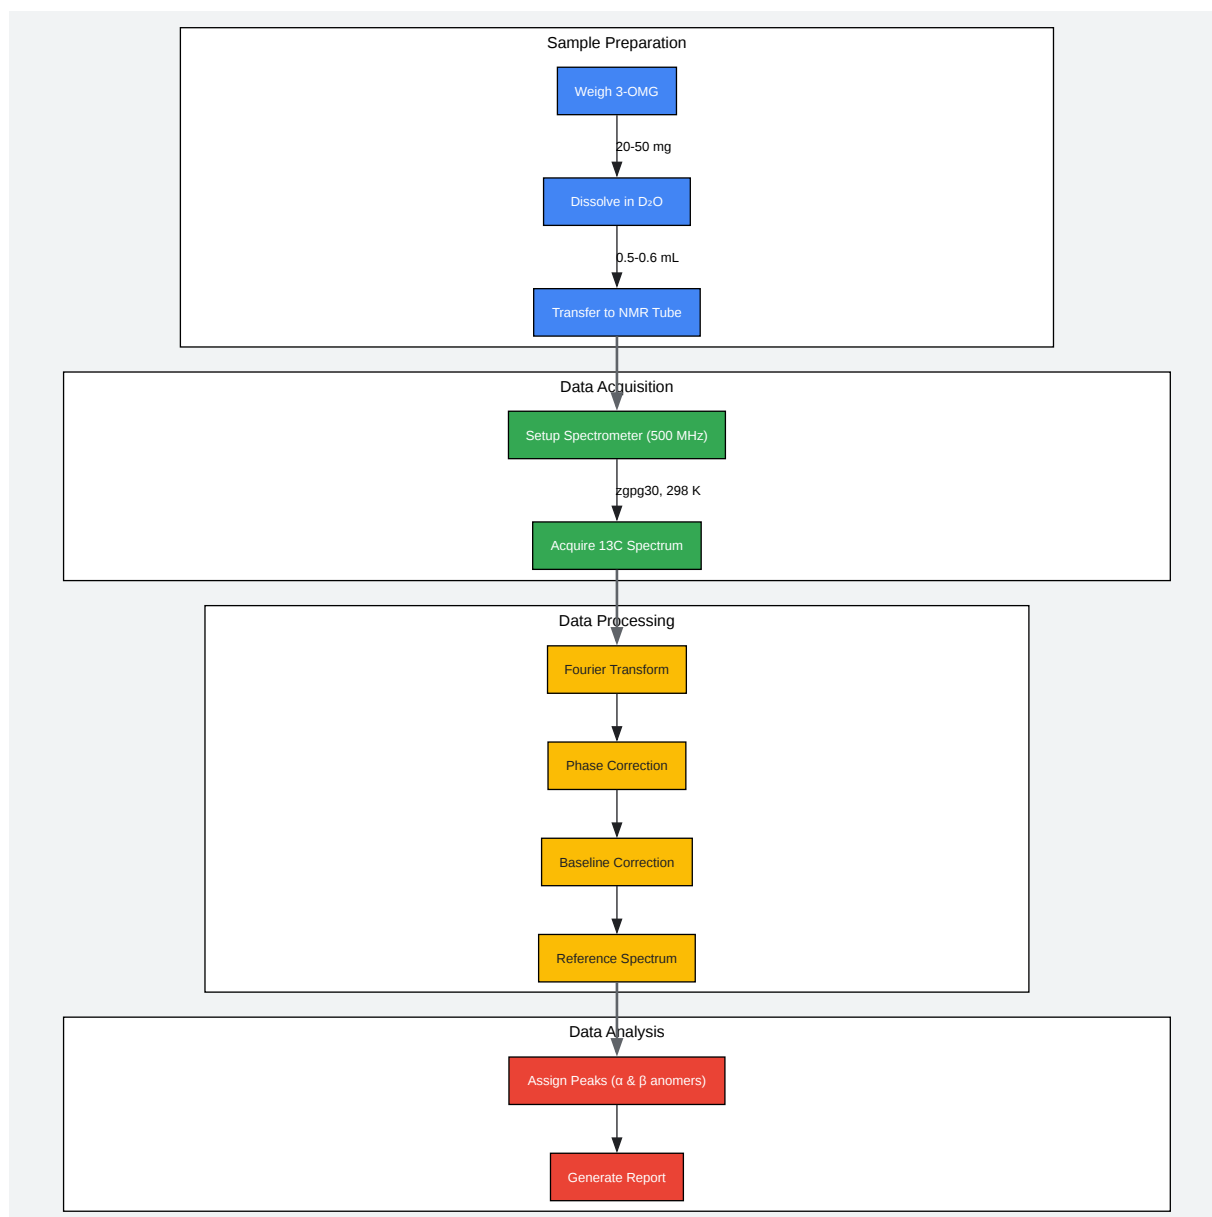 Sample Preparation
Weigh 3-OMG
20-50 mg
Dissolve in D₂O
0.5-0.6 mL
Transfer to NMR Tube
Data Acquisition
Setup Spectrometer (500 MHz)
zgpg30, 298 K
Acquire 13C Spectrum
Data Processing
Fourier Transform
Phase Correction
Baseline Correction
Reference Spectrum
Data Analysis
Assign Peaks (α & β anomers)
Generate Report